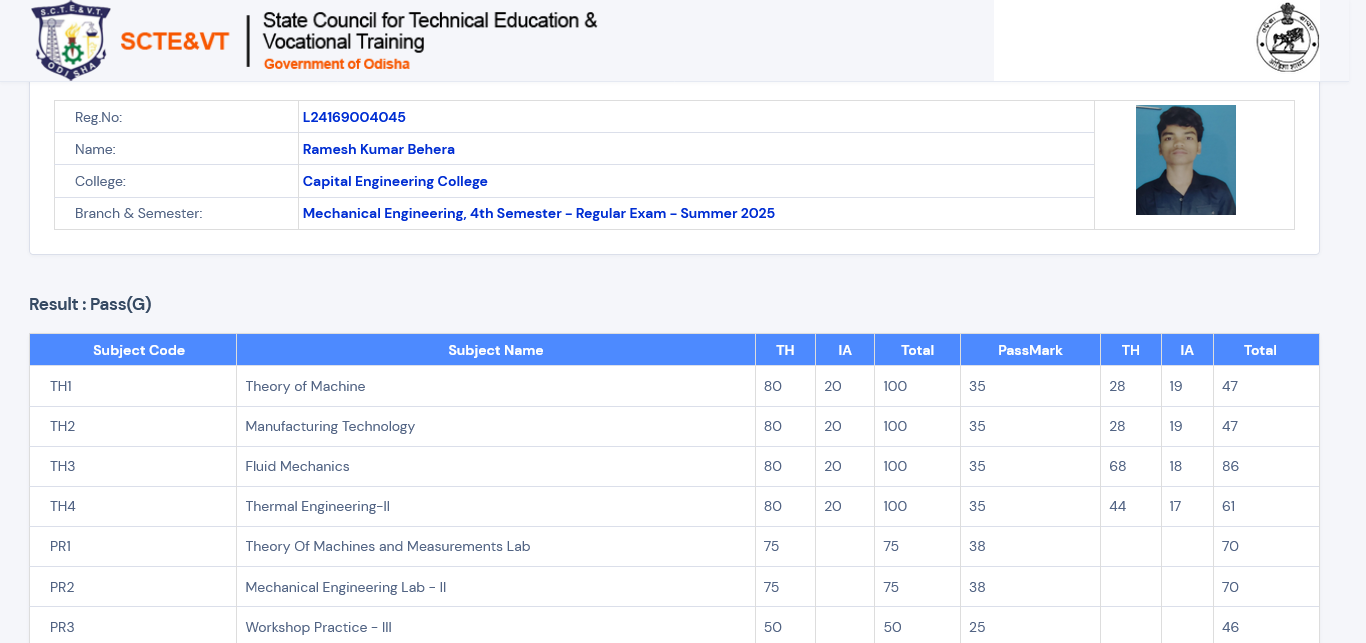 S.C.T.E.&V.T.
ODISHA
SCTE&VT
State Council for Technical Education &
Vocational Training
Government of Odisha
Reg.No: L24169004045
Name: Ramesh Kumar Behera
College: Capital Engineering College
Branch & Semester: Mechanical Engineering, 4th Semester - Regular Exam - Summer 2025
Result : Pass(G)
Subject Code Subject Name TH IA Total PassMark TH IA Total
TH1 Theory of Machine 80 20 100 35 28 19 47
TH2 Manufacturing Technology 80 20 100 35 28 19 47
TH3 Fluid Mechanics 80 20 100 35 68 18 86
TH4 Thermal Engineering-II 80 20 100 35 44 17 61
PR1 Theory Of Machines and Measurements Lab 75 75 38 70
PR2 Mechanical Engineering Lab - II 75 75 38 70
PR3 Workshop Practice - III 50 50 25 46